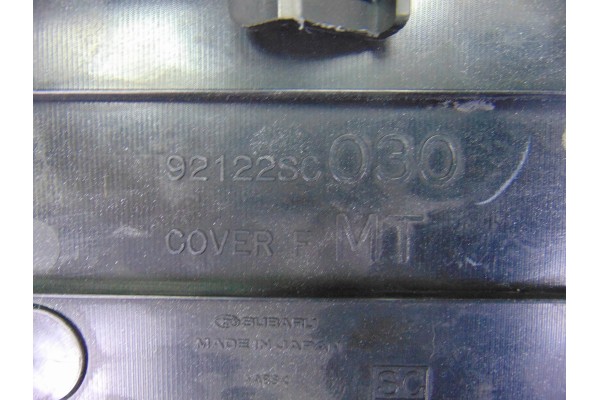 92122SC030
COVER F MT
SUBARU
MADE IN JAPAN
SC